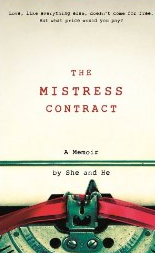 Love, like everything else, doesn't come for free.
But what price would you pay?
THE
MISTRESS
CONTRACT
A Memoir
by She and He